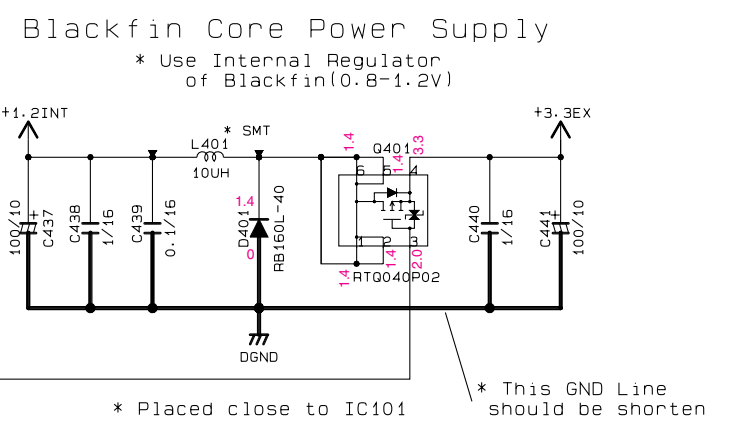 Blackfin Core Power Supply
* Use Internal Regulator
of Blackfin(0.8-1.2V)
+1.2INT
+3.3EX
* SMT
L401
10UH
Q401
1.4
1.4
3.3
6
5
4
100/10
C437
+
C438
1/16
C439
0.1/16
1.4
D401
0
RB160L-40
1
2
3
1.4
1.4
2.0
RTQ040P02
C440
1/16
C441
+
100/10
DGND
* This GND Line
should be shorten
* Placed close to IC101